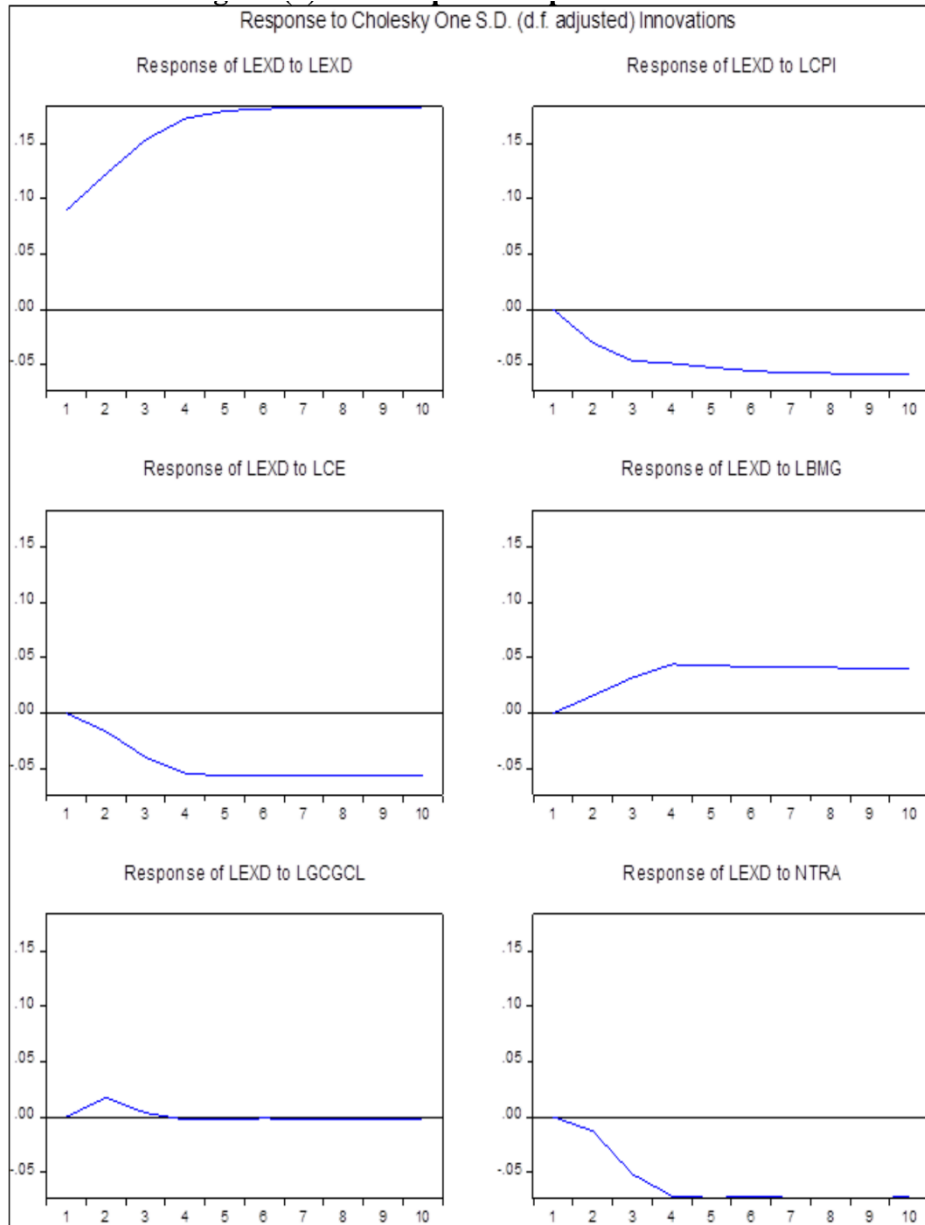 Response to Cholesky One S.D. (d.f. adjusted) Innovations
Response of LEXD to LEXD
.15
.10
.05
.00
-.05
1 2 3 4 5 6 7 8 9 10
Response of LEXD to LCPI
.15
.10
.05
.00
-.05
1 2 3 4 5 6 7 8 9 10
Response of LEXD to LCE
.15
.10
.05
.00
-.05
1 2 3 4 5 6 7 8 9 10
Response of LEXD to LBMG
.15
.10
.05
.00
-.05
1 2 3 4 5 6 7 8 9 10
Response of LEXD to LGCGCL
.15
.10
.05
.00
-.05
1 2 3 4 5 6 7 8 9 10
Response of LEXD to NTRA
.15
.10
.05
.00
-.05
1 2 3 4 5 6 7 8 9 10